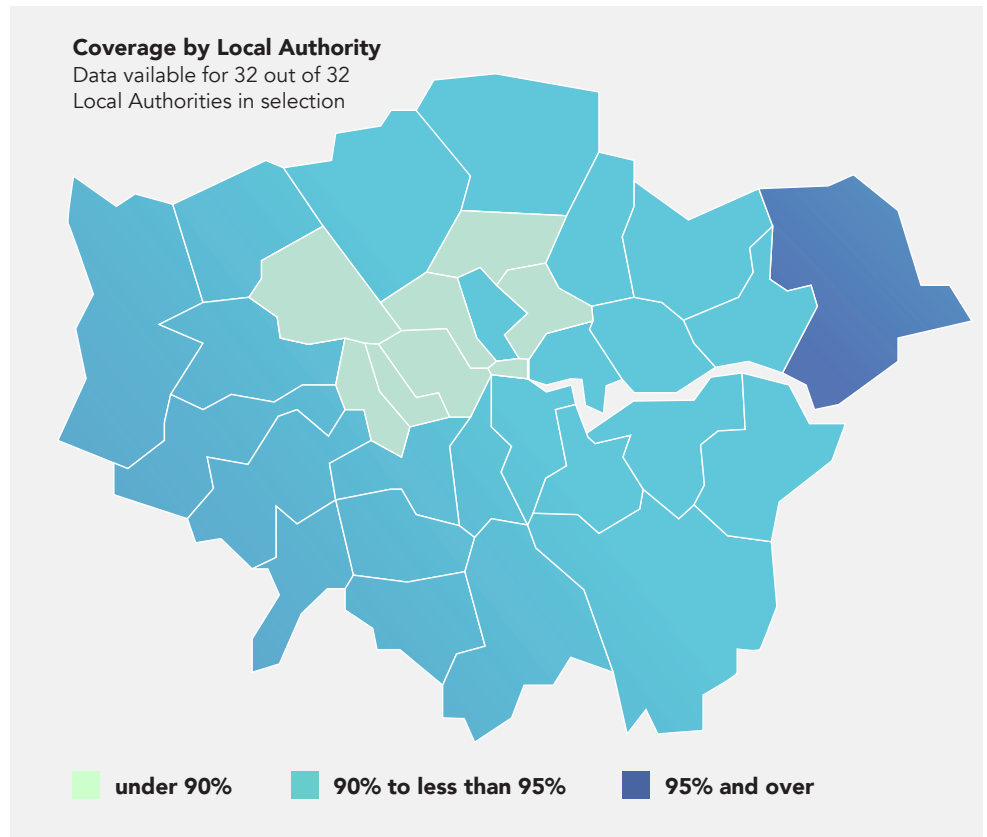 Coverage by Local Authority
Data vailable for 32 out of 32
Local Authorities in selection
under 90%
90% to less than 95%
95% and over